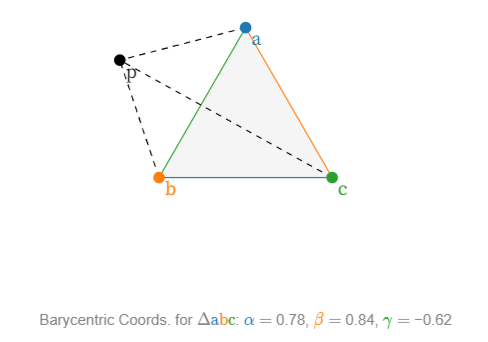 a
p
b
c
Barycentric Coords. for Δabc: α = 0.78, β = 0.84, γ = −0.62